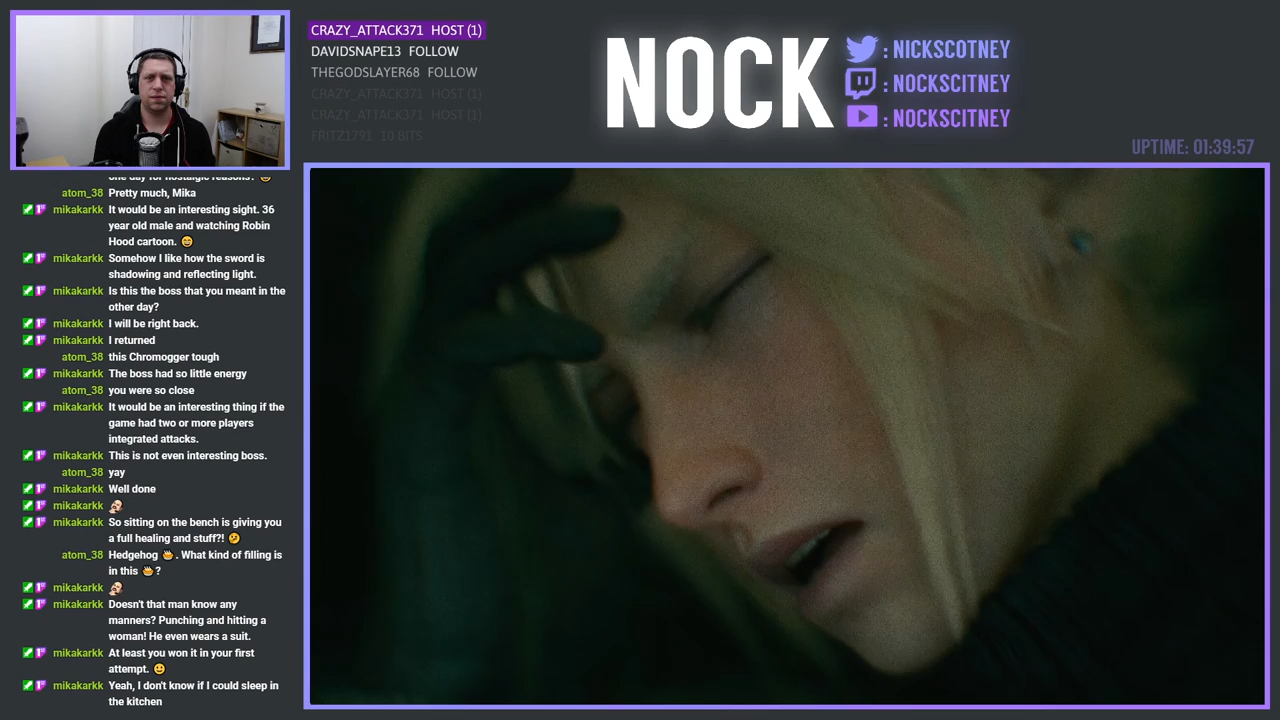 CRAZY_ATTACK371 HOST (1)
DAVIDSNAPE13 FOLLOW
THEGODSLAYER68 FOLLOW
CRAZY_ATTACK371 HOST (1)
CRAZY_ATTACK371 HOST (1)
FRITZ1791 10 BITS
NOCK
: NICKSCOTNEY
: NOCKSCITNEY
: NOCKSCITNEY
UPTIME: 01:39:57
one day for nostalgic reasons? 😄
atom_38 Pretty much, Mika
mikakarkk It would be an interesting sight. 36
year old male and watching Robin
Hood cartoon. 😄
mikakarkk Somehow I like how the sword is
shadowing and reflecting light.
mikakarkk Is this the boss that you meant in the
other day?
mikakarkk I will be right back.
mikakarkk I returned
atom_38 this Chromogger tough
mikakarkk The boss had so little energy
atom_38 you were so close
mikakarkk It would be an interesting thing if the
game had two or more players
integrated attacks.
mikakarkk This is not even interesting boss.
atom_38 yay
mikakarkk Well done
mikakarkk
mikakarkk So sitting on the bench is giving you
a full healing and stuff?! 🤨
atom_38 Hedgehog . What kind of filling is
in this ?
mikakarkk
mikakarkk Doesn't that man know any
manners? Punching and hitting a
woman! He even wears a suit.
mikakarkk At least you won it in your first
attempt. 🙂
mikakarkk Yeah, I don't know if I could sleep in
the kitchen